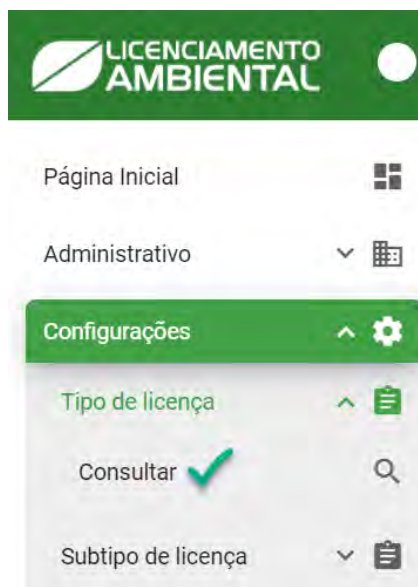 LICENCIAMENTO
AMBIENTAL
Página Inicial
Administrativo
Configurações
Tipo de licença
Consultar
Subtipo de licença